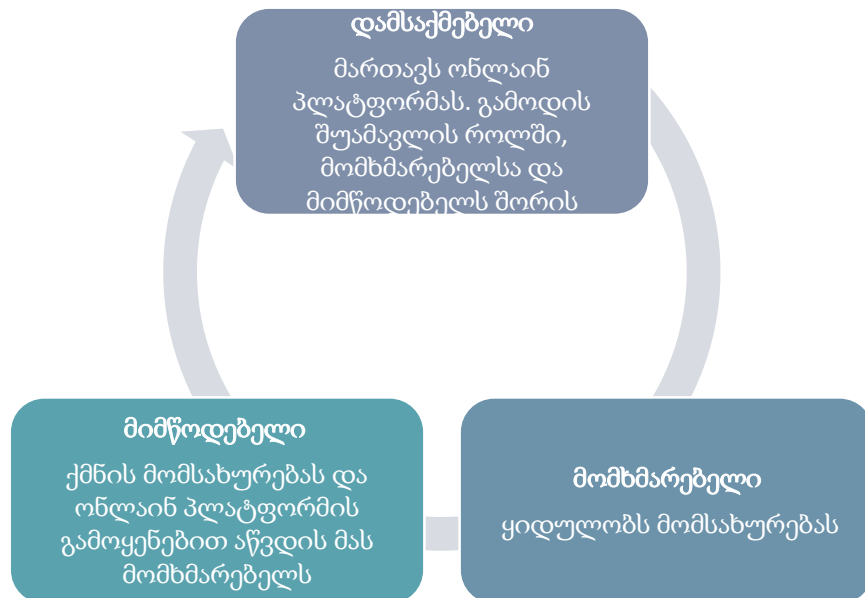 დამსაქმებელი
მართავს ონლაინ
პლატფორმას. გამოდის
შუამავლის როლში,
მომხმარებელსა და
მიმწოდებელს შორის
მიმწოდებელი
ქმნის მომსახურებას და
ონლაინ პლატფორმის
გამოყენებით აწვდის მას
მომხმარებელს
მომხმარებელი
ყიდულობს მომსახურებას